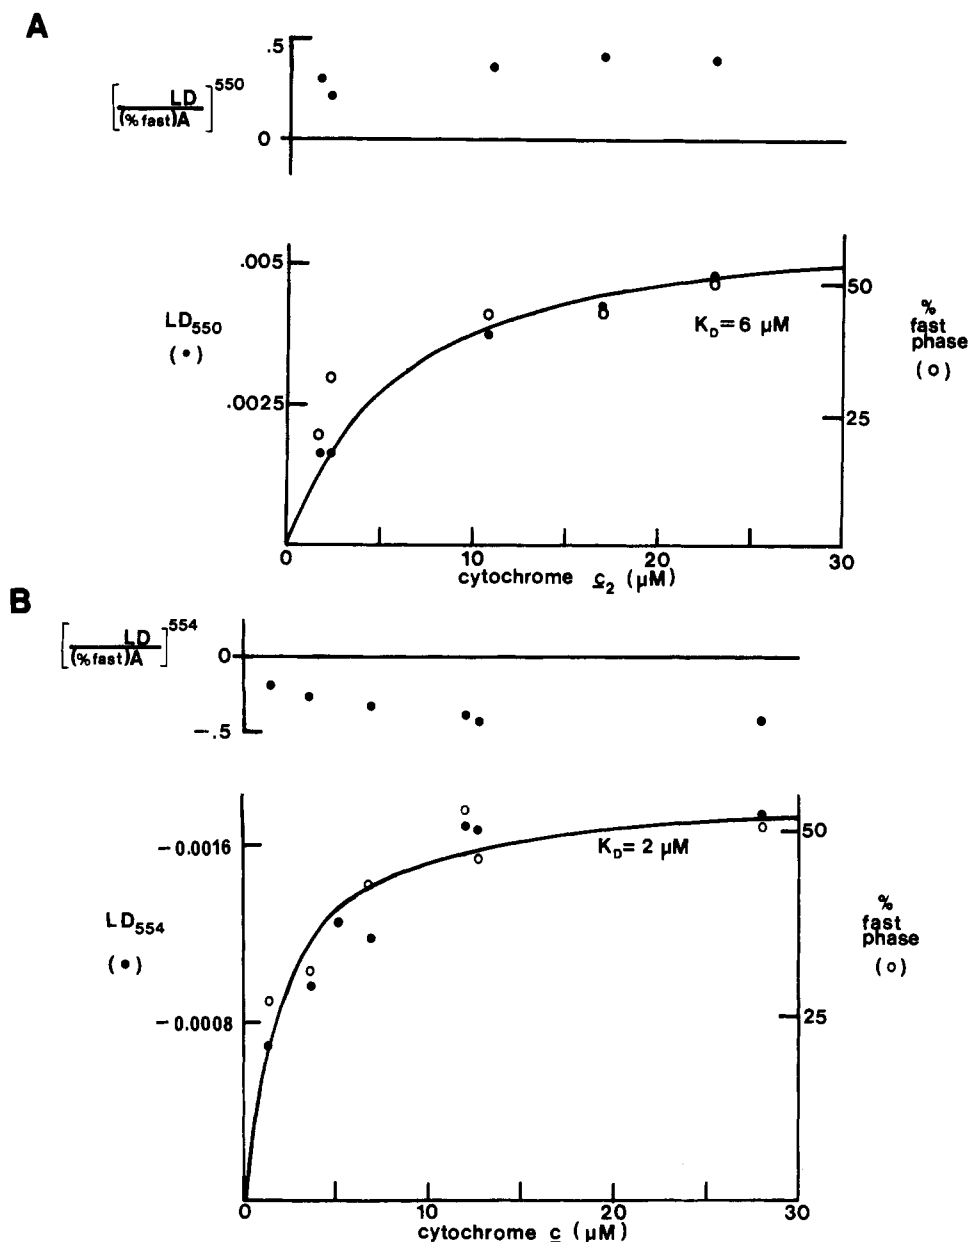 A
.5
[LD / (% fast)A]^550
0
.005
LD550
(•)
.0025
50
%
fast
phase
(o)
25
KD= 6 µM
0 10 20 30
cytochrome c2 (µM)
B
[LD / (% fast)A]^554
0
-.5
-0.0016
LD554
(•)
-0.0008
50
%
fast
phase
(o)
25
KD= 2 µM
0 10 20 30
cytochrome c (µM)